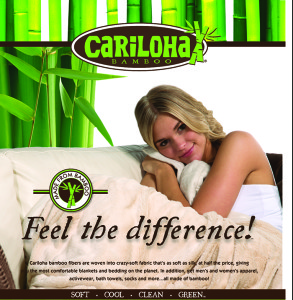 CARiLOHA
BAMBOO
MADE FROM BAMBOO
Feel the difference!
Cariloha bamboo fibers are woven into crazy-soft fabric that's as soft as silk at half the price, giving
the most comfortable blankets and bedding on the planet. In addition, get men's and women's apparel,
activewear, bath towels, socks and more...all made of bamboo!
SOFT - COOL - CLEAN - GREEN.